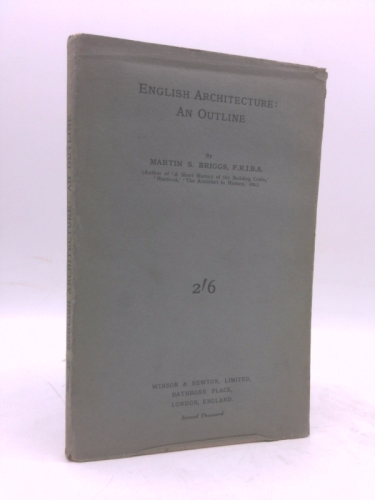 ENGLISH ARCHITECTURE:
AN OUTLINE
By
MARTIN S. BRIGGS, F.R.I.B.A.
(Author of "A Short History of the Building Crafts,"
"The Architect in History," etc.)
2/6
WINSOR & NEWTON, LIMITED,
RATHBONE PLACE,
LONDON, ENGLAND.
Second Thousand